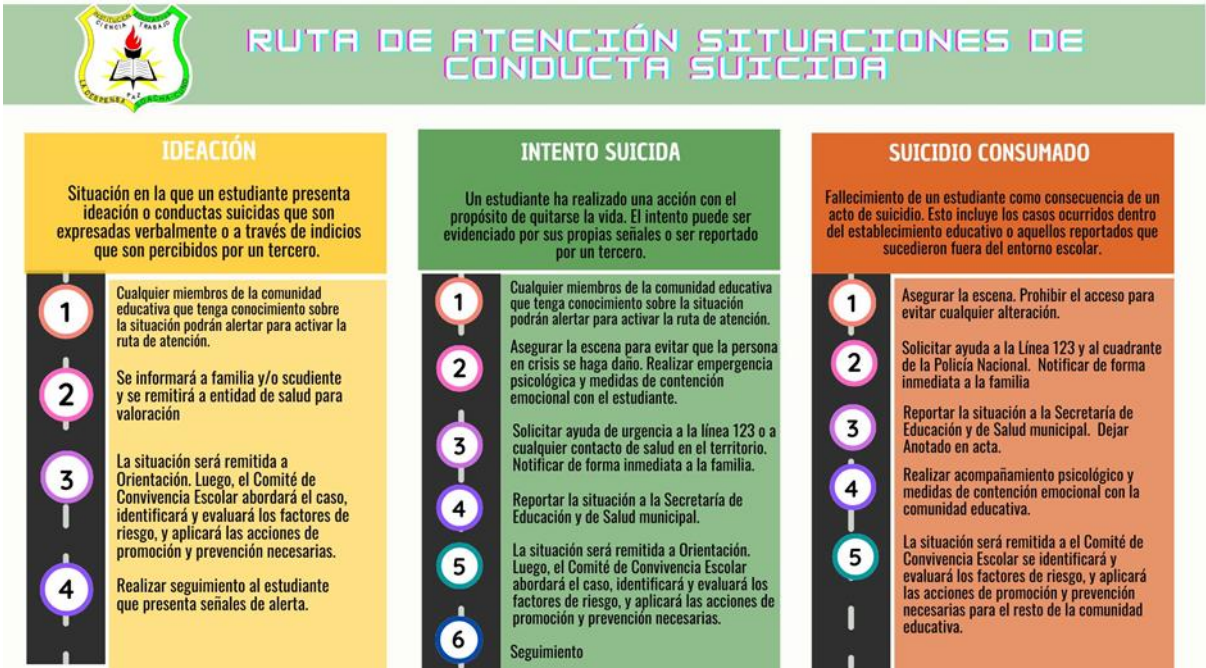 INSTITUCIÓN EDUCATIVA
CIENCIA TRABAJO
PAZ
LA DESPENSA
SOACHA-CUND
RUTA DE ATENCIÓN SITUACIONES DE
CONDUCTA SUICIDA
IDEACIÓN
Situación en la que un estudiante presenta
ideación o conductas suicidas que son
expresadas verbalmente o a través de indicios
que son percibidos por un tercero.
1
Cualquier miembros de la comunidad
educativa que tenga conocimiento sobre
la situación podrán alertar para activar la
ruta de atención.
2
Se informará a familia y/o scudiente
y se remitirá a entidad de salud para
valoración
3
La situación será remitida a
Orientación. Luego, el Comité de
Convivencia Escolar abordará el caso,
identificará y evaluará los factores de
riesgo, y aplicará las acciones de
promoción y prevención necesarias.
4
Realizar seguimiento al estudiante
que presenta señales de alerta.
INTENTO SUICIDA
Un estudiante ha realizado una acción con el
propósito de quitarse la vida. El intento puede ser
evidenciado por sus propias señales o ser reportado
por un tercero.
1
Cualquier miembros de la comunidad educativa
que tenga conocimiento sobre la situación
podrán alertar para activar la ruta de atención.
2
Asegurar la escena para evitar que la persona
en crisis se haga daño. Realizar empergencia
psicológica y medidas de contención
emocional con el estudiante.
3
Solicitar ayuda de urgencia a la línea 123 o a
cualquier contacto de salud en el territorio.
Notificar de forma inmediata a la familia.
4
Reportar la situación a la Secretaría de
Educación y de Salud municipal.
5
La situación será remitida a Orientación.
Luego, el Comité de Convivencia Escolar
abordará el caso, identificará y evaluará los
factores de riesgo, y aplicará las acciones de
promoción y prevención necesarias.
6
Seguimiento
SUICIDIO CONSUMADO
Fallecimiento de un estudiante como consecuencia de un
acto de suicidio. Esto incluye los casos ocurridos dentro
del establecimiento educativo o aquellos reportados que
sucedieron fuera del entorno escolar.
1
Asegurar la escena. Prohibir el acceso para
evitar cualquier alteración.
2
Solicitar ayuda a la Línea 123 y al cuadrante
de la Policía Nacional. Notificar de forma
inmediata a la familia
3
Reportar la situación a la Secretaría de
Educación y de Salud municipal. Dejar
Anotado en acta.
4
Realizar acompañamiento psicológico y
medidas de contención emocional con la
comunidad educativa.
5
La situación será remitida a el Comité de
Convivencia Escolar se identificará y
evaluará los factores de riesgo, y aplicará
las acciones de promoción y prevención
necesarias para el resto de la comunidad
educativa.